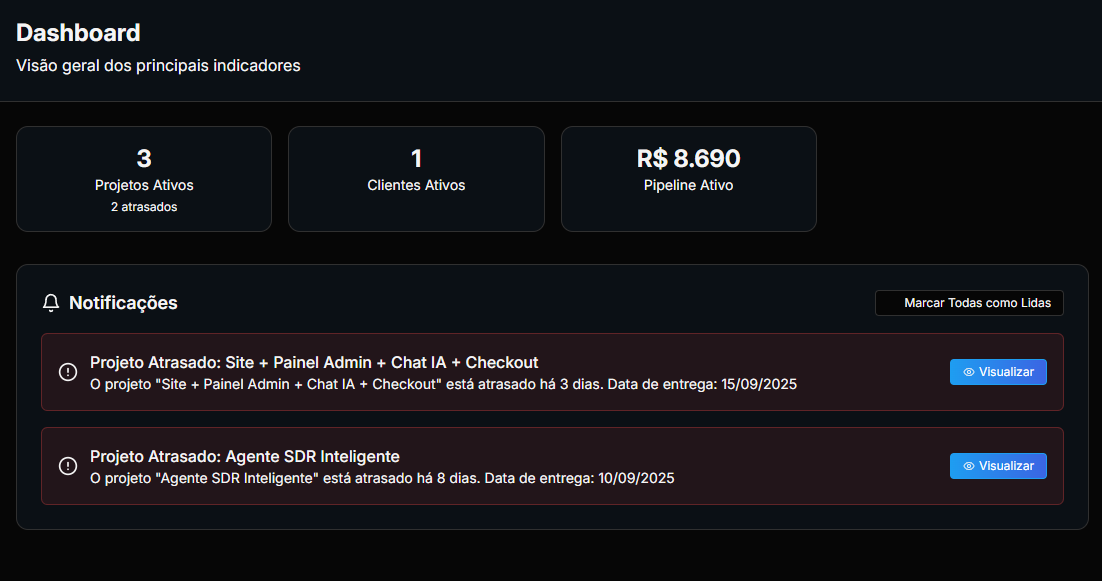 Dashboard
Visão geral dos principais indicadores
3
Projetos Ativos
2 atrasados
1
Clientes Ativos
R$ 8.690
Pipeline Ativo
Notificações
Marcar Todas como Lidas
Projeto Atrasado: Site + Painel Admin + Chat IA + Checkout
O projeto "Site + Painel Admin + Chat IA + Checkout" está atrasado há 3 dias. Data de entrega: 15/09/2025
Visualizar
Projeto Atrasado: Agente SDR Inteligente
O projeto "Agente SDR Inteligente" está atrasado há 8 dias. Data de entrega: 10/09/2025
Visualizar